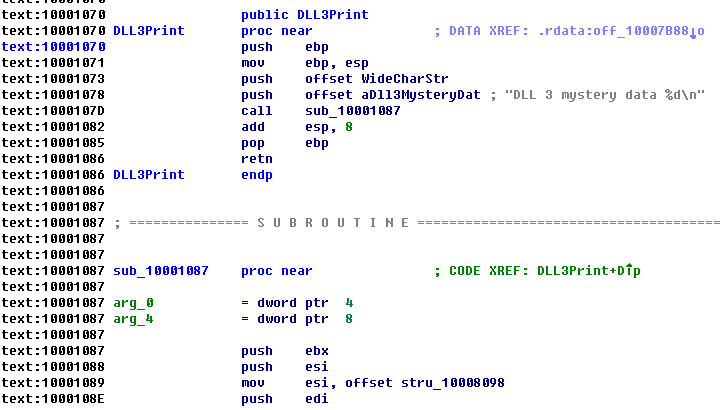 text:10001070 public DLL3Print
text:10001070 DLL3Print proc near ; DATA XREF: .rdata:off_10007B88↓o
text:10001070 push ebp
text:10001071 mov ebp, esp
text:10001073 push offset WideCharStr
text:10001078 push offset aDll3MysteryDat ; "DLL 3 mystery data %d\n"
text:1000107D call sub_10001087
text:10001082 add esp, 8
text:10001085 pop ebp
text:10001086 retn
text:10001086 DLL3Print endp
text:10001086
text:10001087
text:10001087 ; =============== S U B R O U T I N E =======================================
text:10001087
text:10001087
text:10001087 sub_10001087 proc near ; CODE XREF: DLL3Print+D↑p
text:10001087
text:10001087 arg_0 = dword ptr 4
text:10001087 arg_4 = dword ptr 8
text:10001087
text:10001087 push ebx
text:10001088 push esi
text:10001089 mov esi, offset stru_10008098
text:1000108E push edi